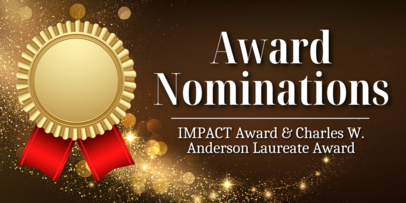 Award
Nominations
IMPACT Award & Charles W.
Anderson Laureate Award